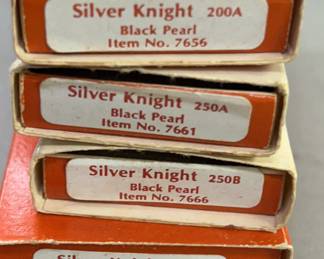 Silver Knight 200A
Black Pearl
Item No. 7656
Silver Knight 250A
Black Pearl
Item No. 7661
Silver Knight 250B
Black Pearl
Item No. 7666